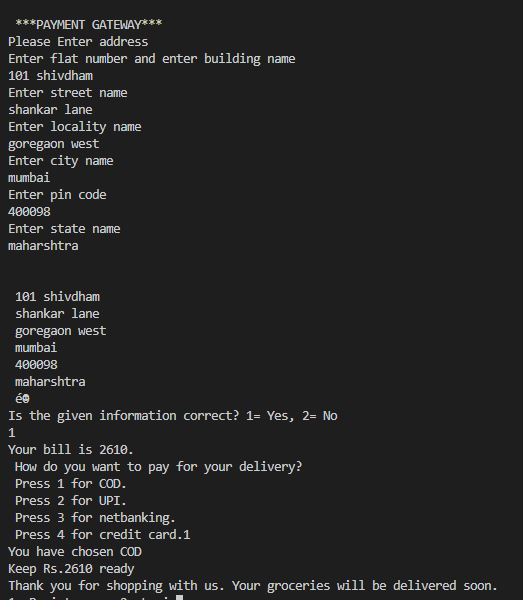 ***PAYMENT GATEWAY***
Please Enter address
Enter flat number and enter building name
101 shivdham
Enter street name
shankar lane
Enter locality name
goregaon west
Enter city name
mumbai
Enter pin code
400098
Enter state name
maharshtra
101 shivdham
shankar lane
goregaon west
mumbai
400098
maharshtra
Is the given information correct? 1= Yes, 2= No
1
Your bill is 2610.
How do you want to pay for your delivery?
Press 1 for COD.
Press 2 for UPI.
Press 3 for netbanking.
Press 4 for credit card.1
You have chosen COD
Keep Rs.2610 ready
Thank you for shopping with us. Your groceries will be delivered soon.